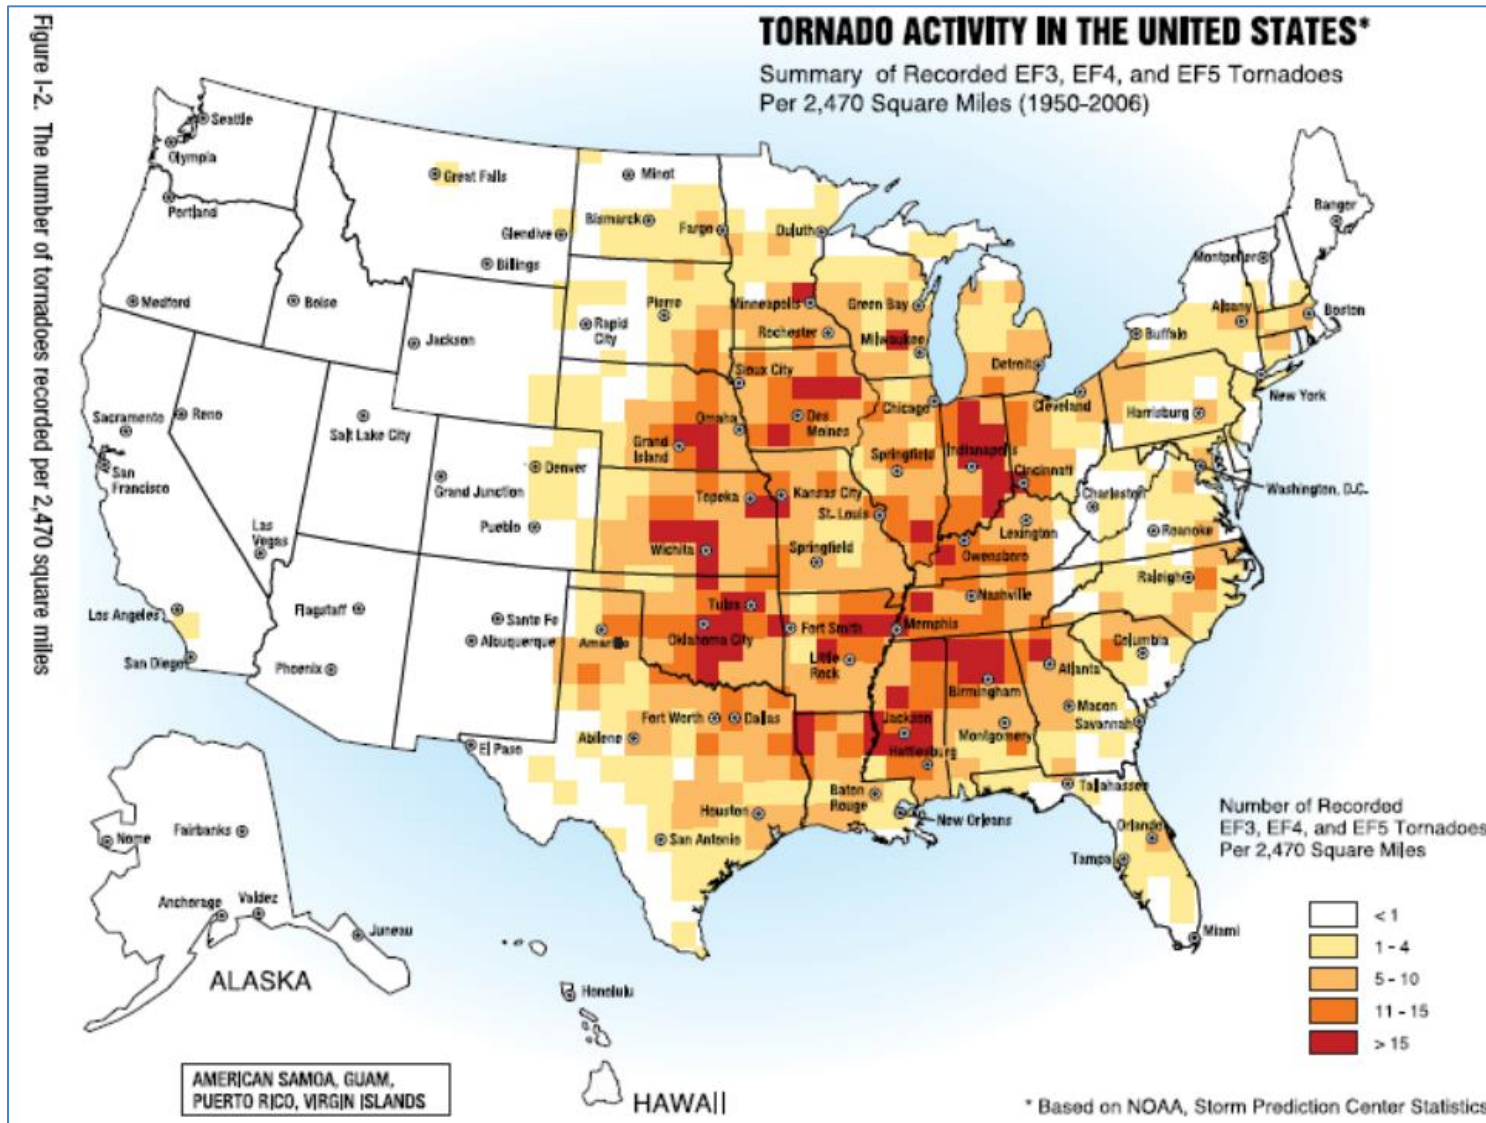 TORNADO ACTIVITY IN THE UNITED STATES*
Summary of Recorded EF3, EF4, and EF5 Tornadoes
Per 2,470 Square Miles (1950-2006)
Figure I-2. The number of tornadoes recorded per 2,470 square miles
Seattle
Olympia
Portland
Medford
Boise
Great Falls
Glendive
Billings
Jackson
Minot
Bismarck
Fargo
Duluth
Pierre
Rapid
City
Minneapolis
Rochester
Green Bay
Milwaukee
Detroit
Buffalo
Albany
Montpelier
Bangor
Boston
New York
Sioux City
Omaha
Des
Moines
Chicago
Cleveland
Harrisburg
Grand
Island
Springfield
Indianapolis
Cincinnati
Charleston
Washington, D.C.
Sacramento
Reno
San
Francisco
Salt Lake City
Denver
Grand Junction
Pueblo
Topeka
Kansas City
St. Louis
Lexington
Roanoke
Las
Vegas
Wichita
Springfield
Owensboro
Raleigh
Los Angeles
San Diego
Flagstaff
Phoenix
Sante Fe
Albuquerque
Amarillo
Tulsa
Oklahoma City
Fort Smith
Little
Rock
Memphis
Nashville
Columbia
Atlanta
Birmingham
Macon
Savannah
Montgomery
Jackson
Hattiesburg
Fort Worth
Dallas
Abilene
El Paso
Houston
San Antonio
Baton
Rouge
New Orleans
Tallahassee
Orlando
Tampa
Miami
Nome
Fairbanks
Anchorage
Valdez
Juneau
ALASKA
Honolulu
HAWAII
AMERICAN SAMOA, GUAM,
PUERTO RICO, VIRGIN ISLANDS
Number of Recorded
EF3, EF4, and EF5 Tornadoes
Per 2,470 Square Miles
< 1
1 - 4
5 - 10
11 - 15
> 15
* Based on NOAA, Storm Prediction Center Statistics